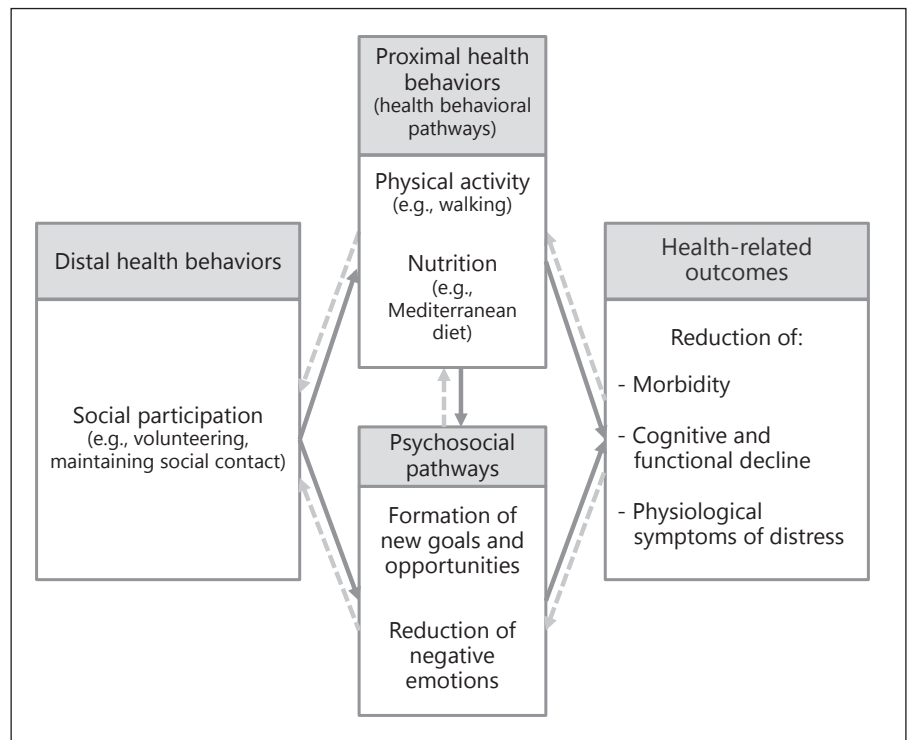 Proximal health
behaviors
(health behavioral
pathways)
Physical activity
(e.g., walking)
Nutrition
(e.g.,
Mediterranean
diet)
Distal health behaviors
Social participation
(e.g., volunteering,
maintaining social contact)
Psychosocial
pathways
Formation of
new goals and
opportunities
Reduction of
negative
emotions
Health-related
outcomes
Reduction of:
- Morbidity
- Cognitive and
functional decline
- Physiological
symptoms of distress